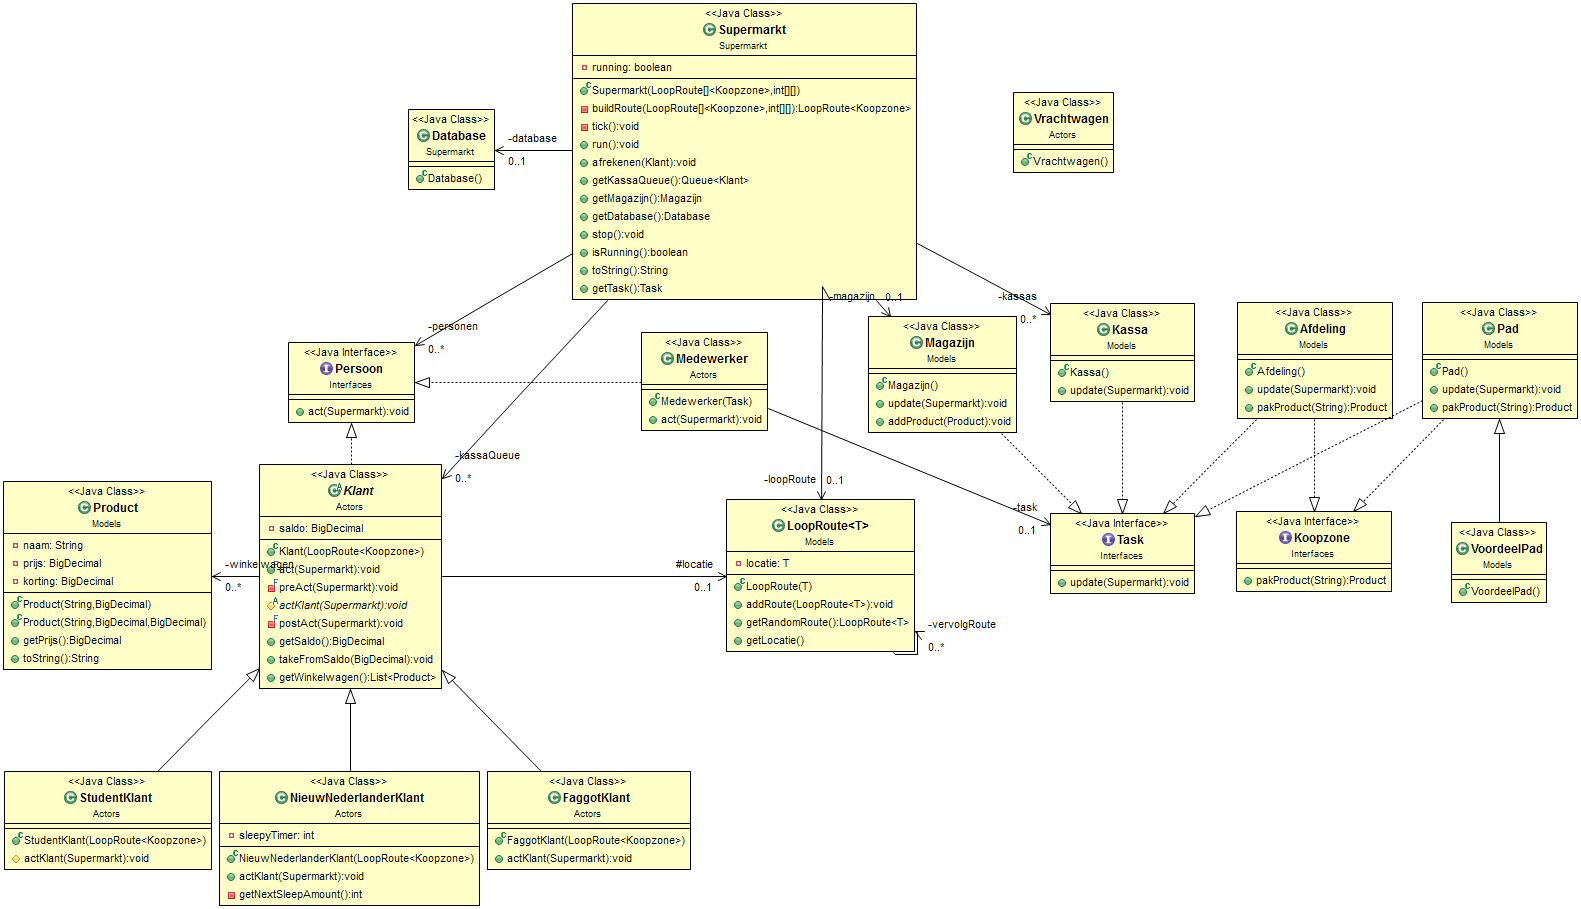 <<Java Class>>
Supermarkt
Supermarkt
running: boolean
Supermarkt(LoopRoute[]<Koopzone>,int[][])
buildRoute(LoopRoute[]<Koopzone>,int[][]):LoopRoute<Koopzone>
tick():void
run():void
afrekenen(Klant):void
getKassaQueue():Queue<Klant>
getMagazijn():Magazijn
getDatabase():Database
stop():void
isRunning():boolean
toString():String
getTask():Task
<<Java Class>>
Database
Supermarkt
Database()
-database
0..1
<<Java Class>>
Vrachtwagen
Actors
Vrachtwagen()
-personen
0..*
-magazijn
0..1
-kassas
0..*
<<Java Interface>>
Persoon
Interfaces
act(Supermarkt):void
<<Java Class>>
Medewerker
Actors
Medewerker(Task)
act(Supermarkt):void
<<Java Class>>
Magazijn
Models
Magazijn()
update(Supermarkt):void
addProduct(Product):void
<<Java Class>>
Kassa
Models
Kassa()
update(Supermarkt):void
<<Java Class>>
Afdeling
Models
Afdeling()
update(Supermarkt):void
pakProduct(String):Product
<<Java Class>>
Pad
Models
Pad()
update(Supermarkt):void
pakProduct(String):Product
-kassaQueue
0..*
-loopRoute
0..1
-task
0..1
<<Java Class>>
Product
Models
naam: String
prijs: BigDecimal
korting: BigDecimal
Product(String,BigDecimal)
Product(String,BigDecimal,BigDecimal)
getPrijs():BigDecimal
toString():String
-winkelwagen
0..*
<<Java Class>>
Klant
Actors
saldo: BigDecimal
Klant(LoopRoute<Koopzone>)
act(Supermarkt):void
preAct(Supermarkt):void
actKlant(Supermarkt):void
postAct(Supermarkt):void
getSaldo():BigDecimal
takeFromSaldo(BigDecimal):void
getWinkelwagen():List<Product>
#locatie
0..1
<<Java Class>>
LoopRoute<T>
Models
locatie: T
LoopRoute(T)
addRoute(LoopRoute<T>):void
getRandomRoute():LoopRoute<T>
getLocatie()
-vervolgRoute
0..*
<<Java Interface>>
Task
Interfaces
update(Supermarkt):void
<<Java Interface>>
Koopzone
Interfaces
pakProduct(String):Product
<<Java Class>>
VoordeelPad
Models
VoordeelPad()
<<Java Class>>
StudentKlant
Actors
StudentKlant(LoopRoute<Koopzone>)
actKlant(Supermarkt):void
<<Java Class>>
NieuwNederlanderKlant
Actors
sleepyTimer: int
NieuwNederlanderKlant(LoopRoute<Koopzone>)
actKlant(Supermarkt):void
getNextSleepAmount():int
<<Java Class>>
FaggotKlant
Actors
FaggotKlant(LoopRoute<Koopzone>)
actKlant(Supermarkt):void